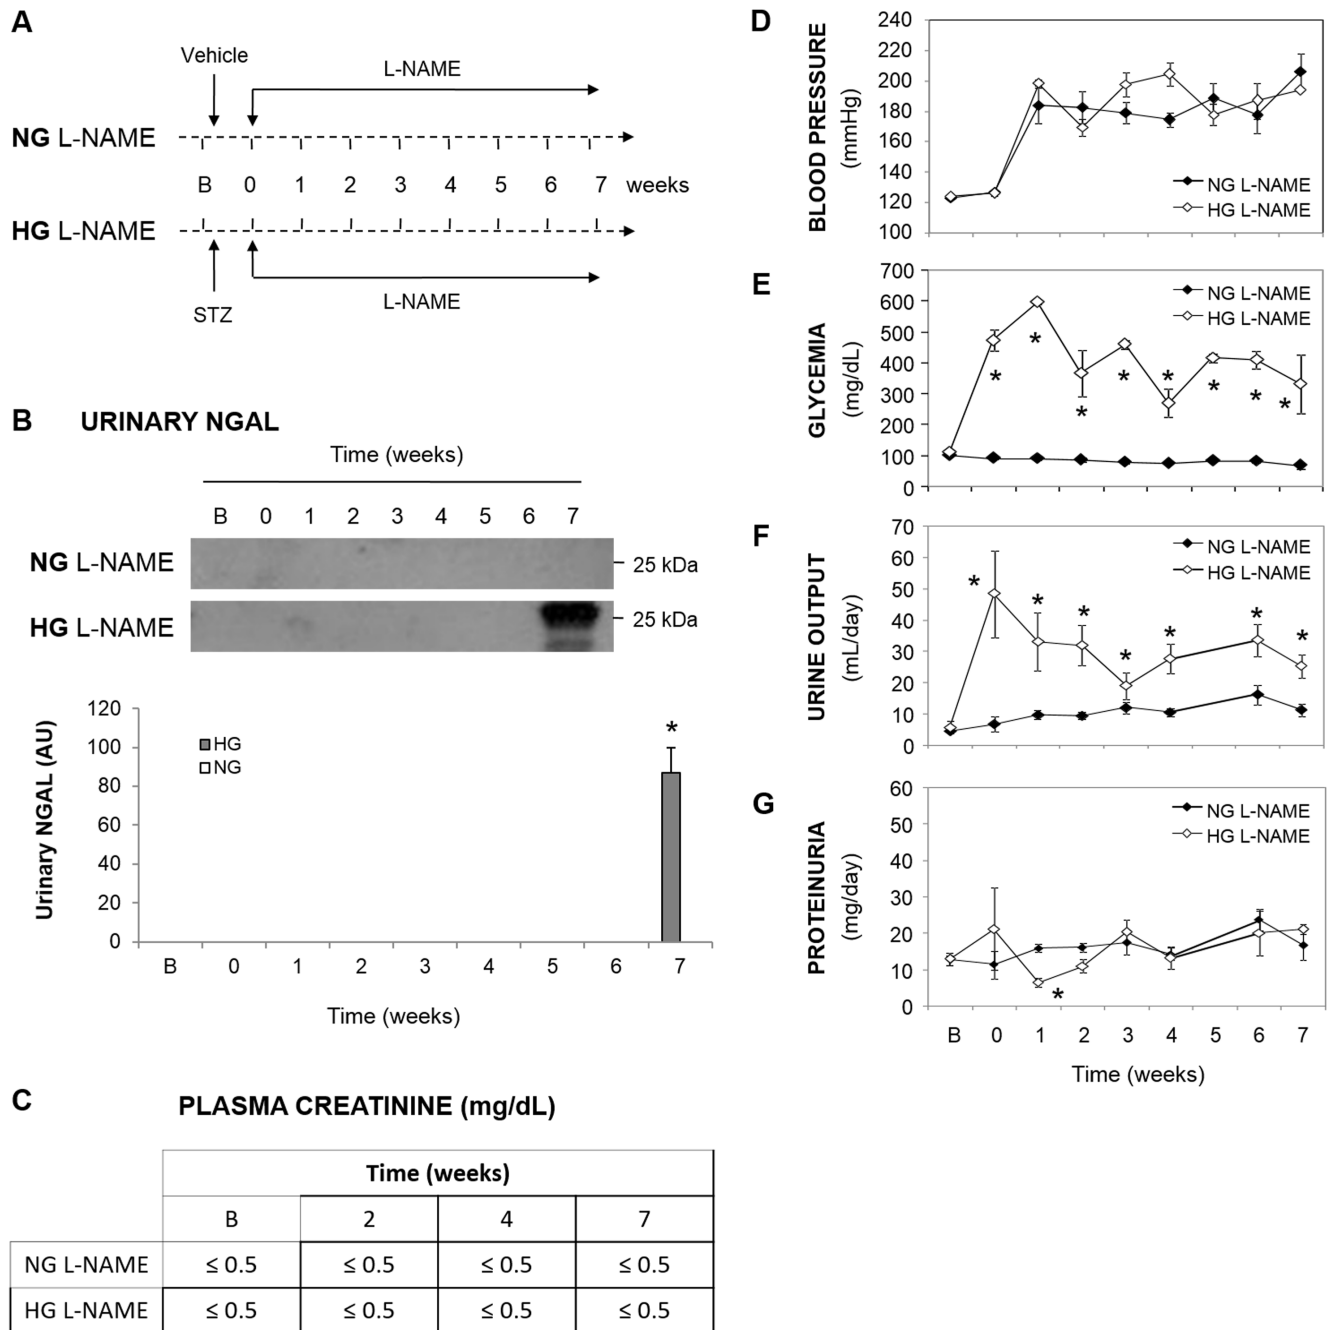 A
Vehicle
L-NAME
NG L-NAME
B 0 1 2 3 4 5 6 7 weeks
HG L-NAME
L-NAME
STZ
B URINARY NGAL
Time (weeks)
B 0 1 2 3 4 5 6 7
NG L-NAME
25 kDa
HG L-NAME
25 kDa
120
100
80
60
40
20
0
Urinary NGAL (AU)
HG
NG
*
B 0 1 2 3 4 5 6 7
Time (weeks)
C
PLASMA CREATININE (mg/dL)
Time (weeks)
B 2 4 7
NG L-NAME ≤ 0.5 ≤ 0.5 ≤ 0.5 ≤ 0.5
HG L-NAME ≤ 0.5 ≤ 0.5 ≤ 0.5 ≤ 0.5
D
BLOOD PRESSURE
(mmHg)
240
220
200
180
160
140
120
100
NG L-NAME
HG L-NAME
E
GLYCEMIA
(mg/dL)
700
600
500
400
300
200
100
0
NG L-NAME
HG L-NAME
* * * * * * * *
F
URINE OUTPUT
(mL/day)
70
60
50
40
30
20
10
0
NG L-NAME
HG L-NAME
* * * * * * *
G
PROTEINURIA
(mg/day)
60
50
40
30
20
10
0
NG L-NAME
HG L-NAME
*
B 0 1 2 3 4 5 6 7
Time (weeks)